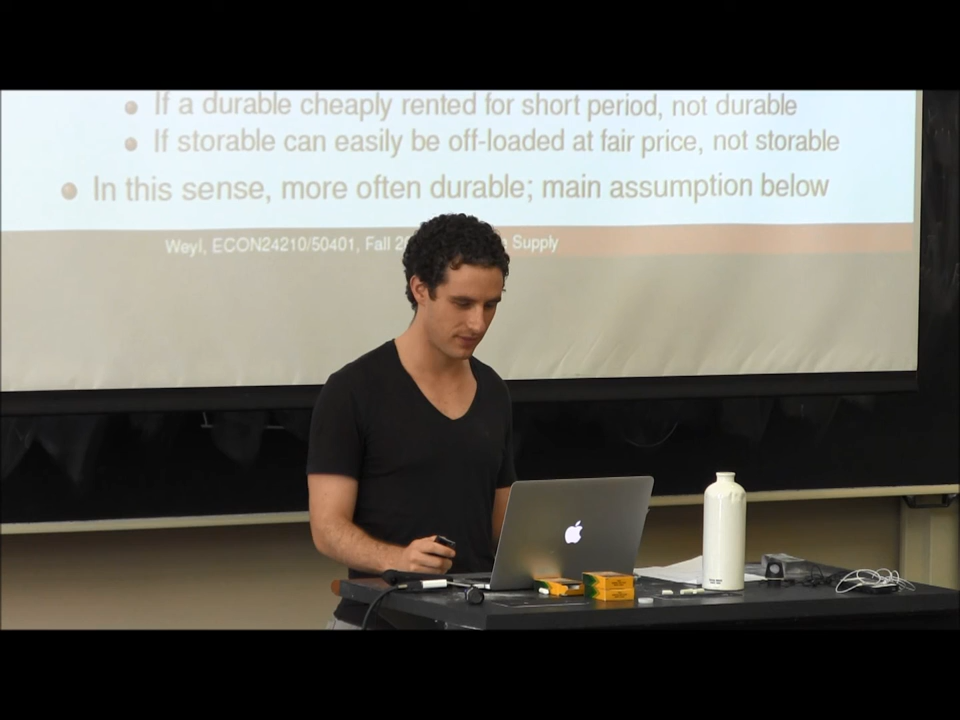 If a durable cheaply rented for short period, not durable
If storable can easily be off-loaded at fair price, not storable
In this sense, more often durable; main assumption below
Weyl, ECON24210/50401, Fall 20 Supply